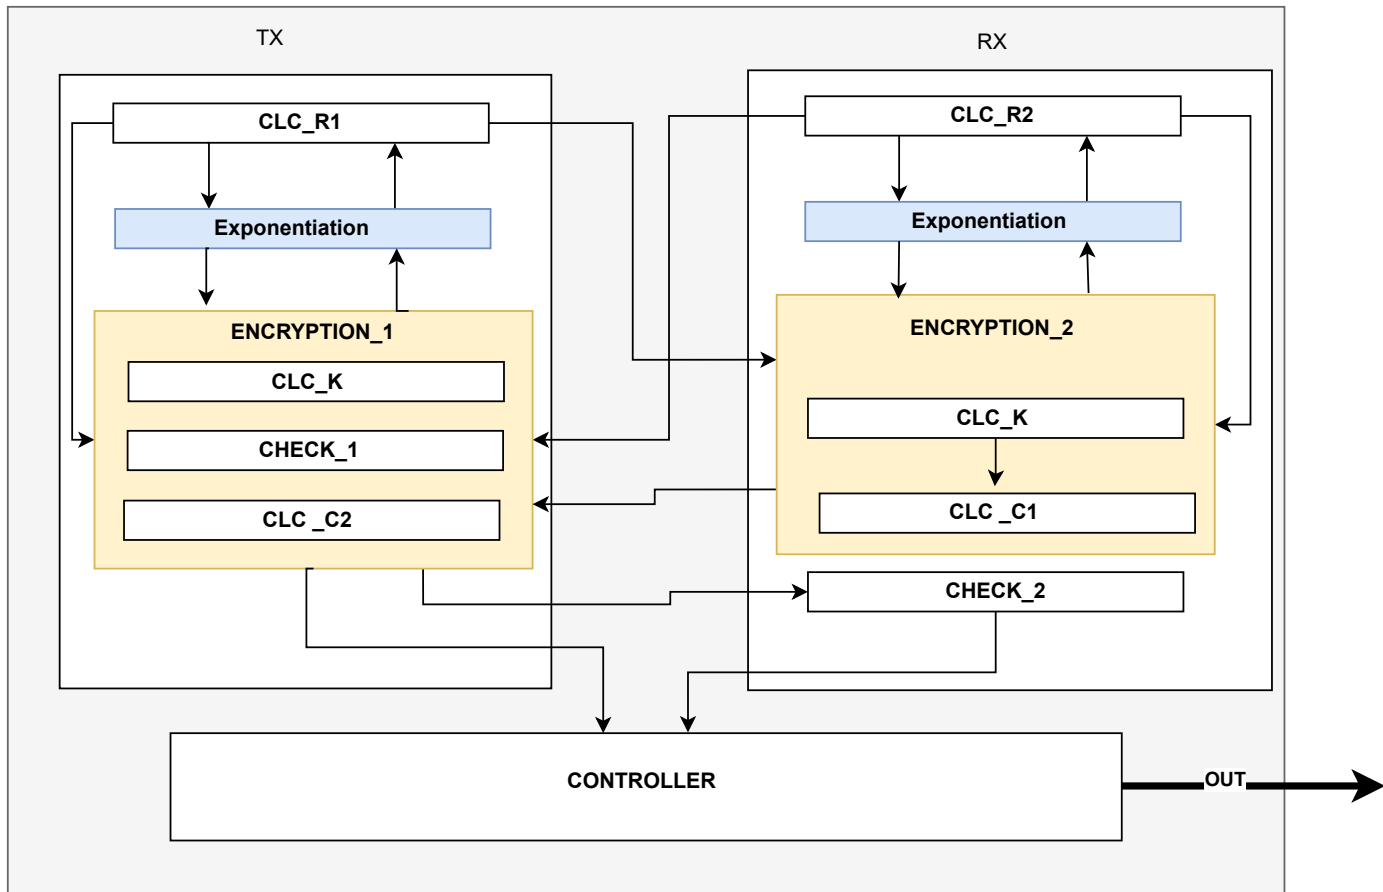 TX
RX
CLC_R1
CLC_R2
Exponentiation
Exponentiation
ENCRYPTION_1
ENCRYPTION_2
CLC_K
CLC_K
CHECK_1
CLC _C2
CLC _C1
CHECK_2
CONTROLLER
OUT